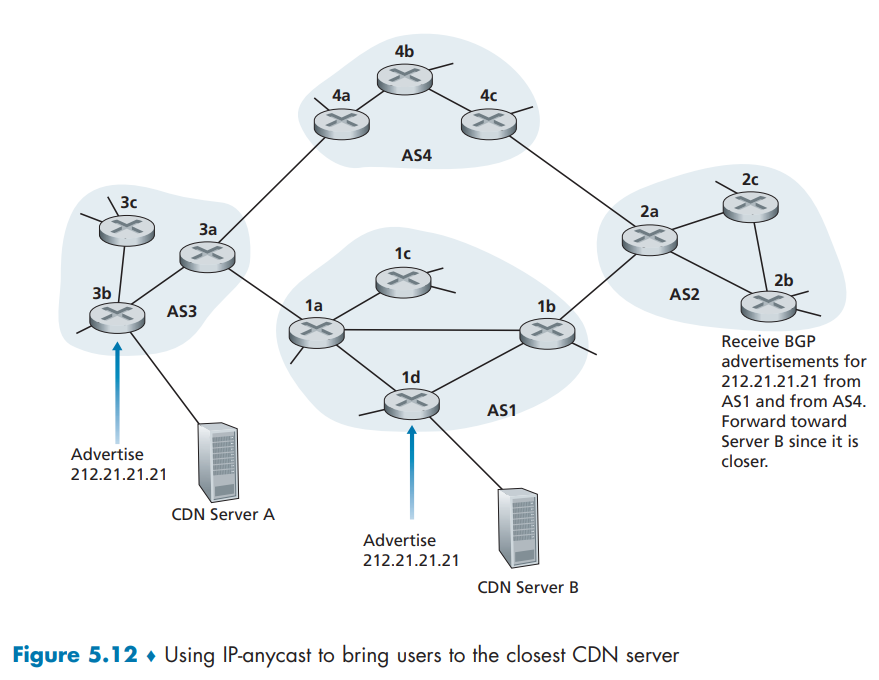 4b
4a
4c
AS4
2c
3c
2a
3a
1c
2b
3b
AS2
1a
1b
AS3
Receive BGP
advertisements for
212.21.21.21 from
AS1 and from AS4.
Forward toward
Server B since it is
closer.
1d
AS1
Advertise
212.21.21.21
CDN Server A
Advertise
212.21.21.21
CDN Server B
Figure 5.12 ♦ Using IP-anycast to bring users to the closest CDN server